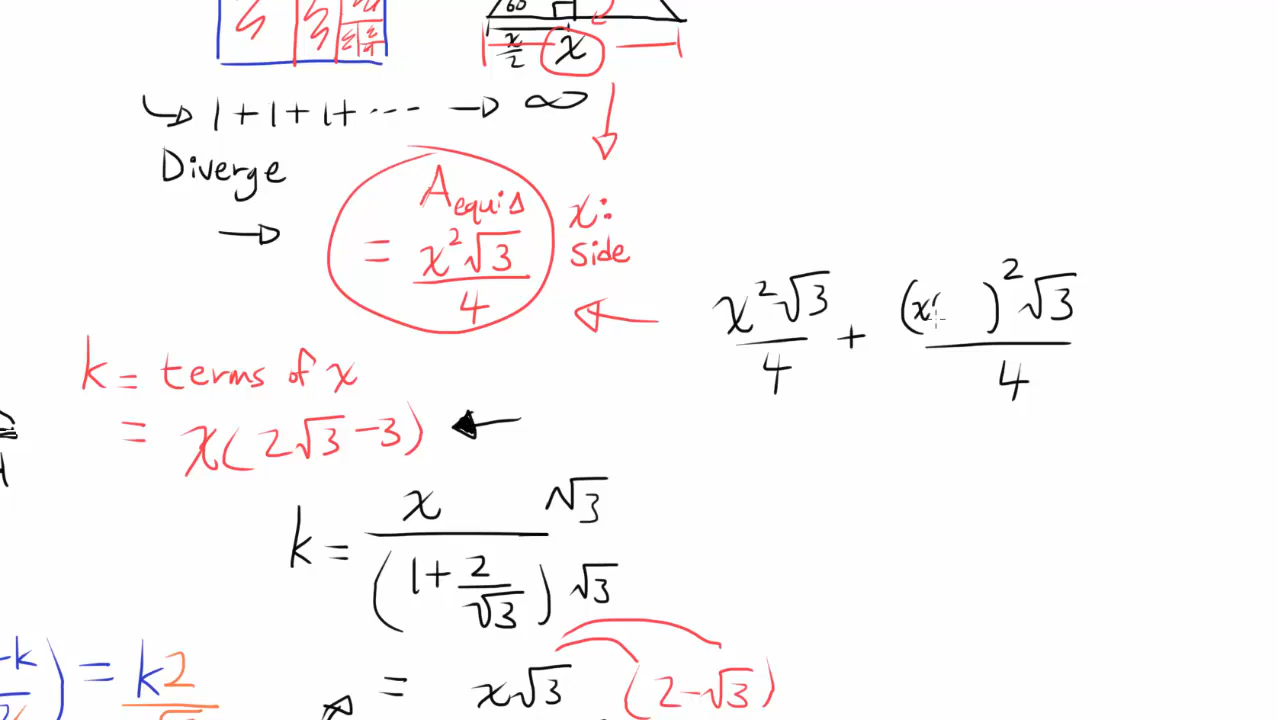 60
x/2 x
1+1+1+···· → ∞
Diverge
→
A equiΔ
= x²√3/4
x:
side
x²√3/4 + (x( )²√3/4
k = terms of x
= x(2√3-3)
k = x √3 / (1+2/√3) √3
-k ) = k2
= x√3 (2-√3)